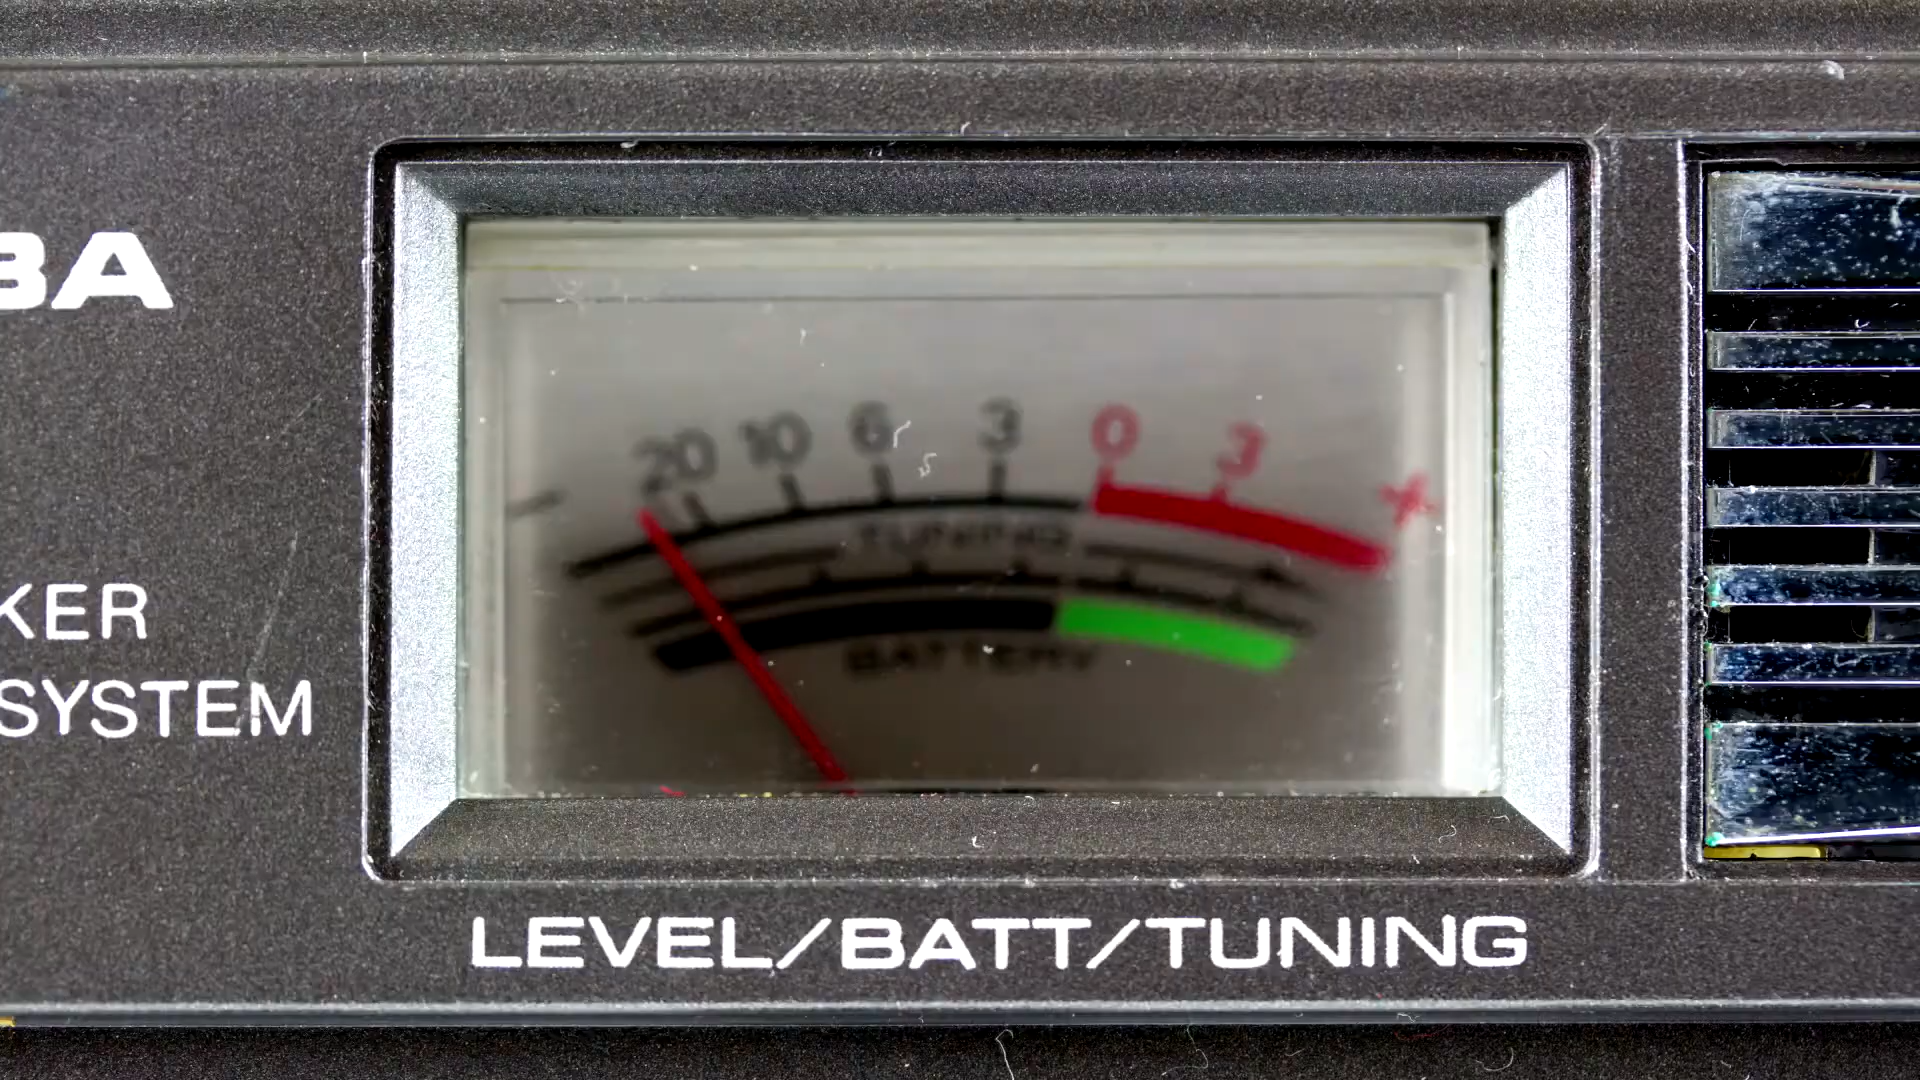 BA
KER
SYSTEM
− 20 10 6 3 0 3 +
TUNING
BATTERY
LEVEL/BATT/TUNING